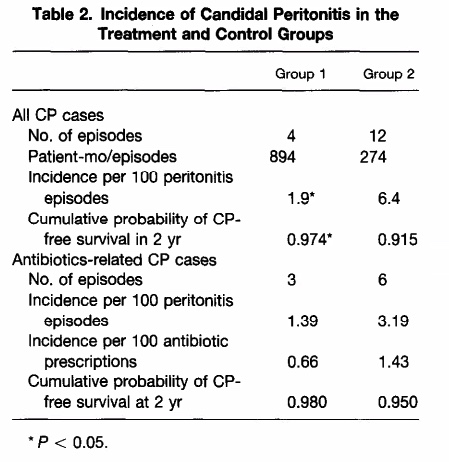 Table 2. Incidence of Candidal Peritonitis in the
Treatment and Control Groups
Group 1 Group 2
All CP cases
No. of episodes 4 12
Patient-mo/episodes 894 274
Incidence per 100 peritonitis
episodes 1.9* 6.4
Cumulative probability of CP-
free survival in 2 yr 0.974* 0.915
Antibiotics-related CP cases
No. of episodes 3 6
Incidence per 100 peritonitis
episodes 1.39 3.19
Incidence per 100 antibiotic
prescriptions 0.66 1.43
Cumulative probability of CP-
free survival at 2 yr 0.980 0.950
* P < 0.05.